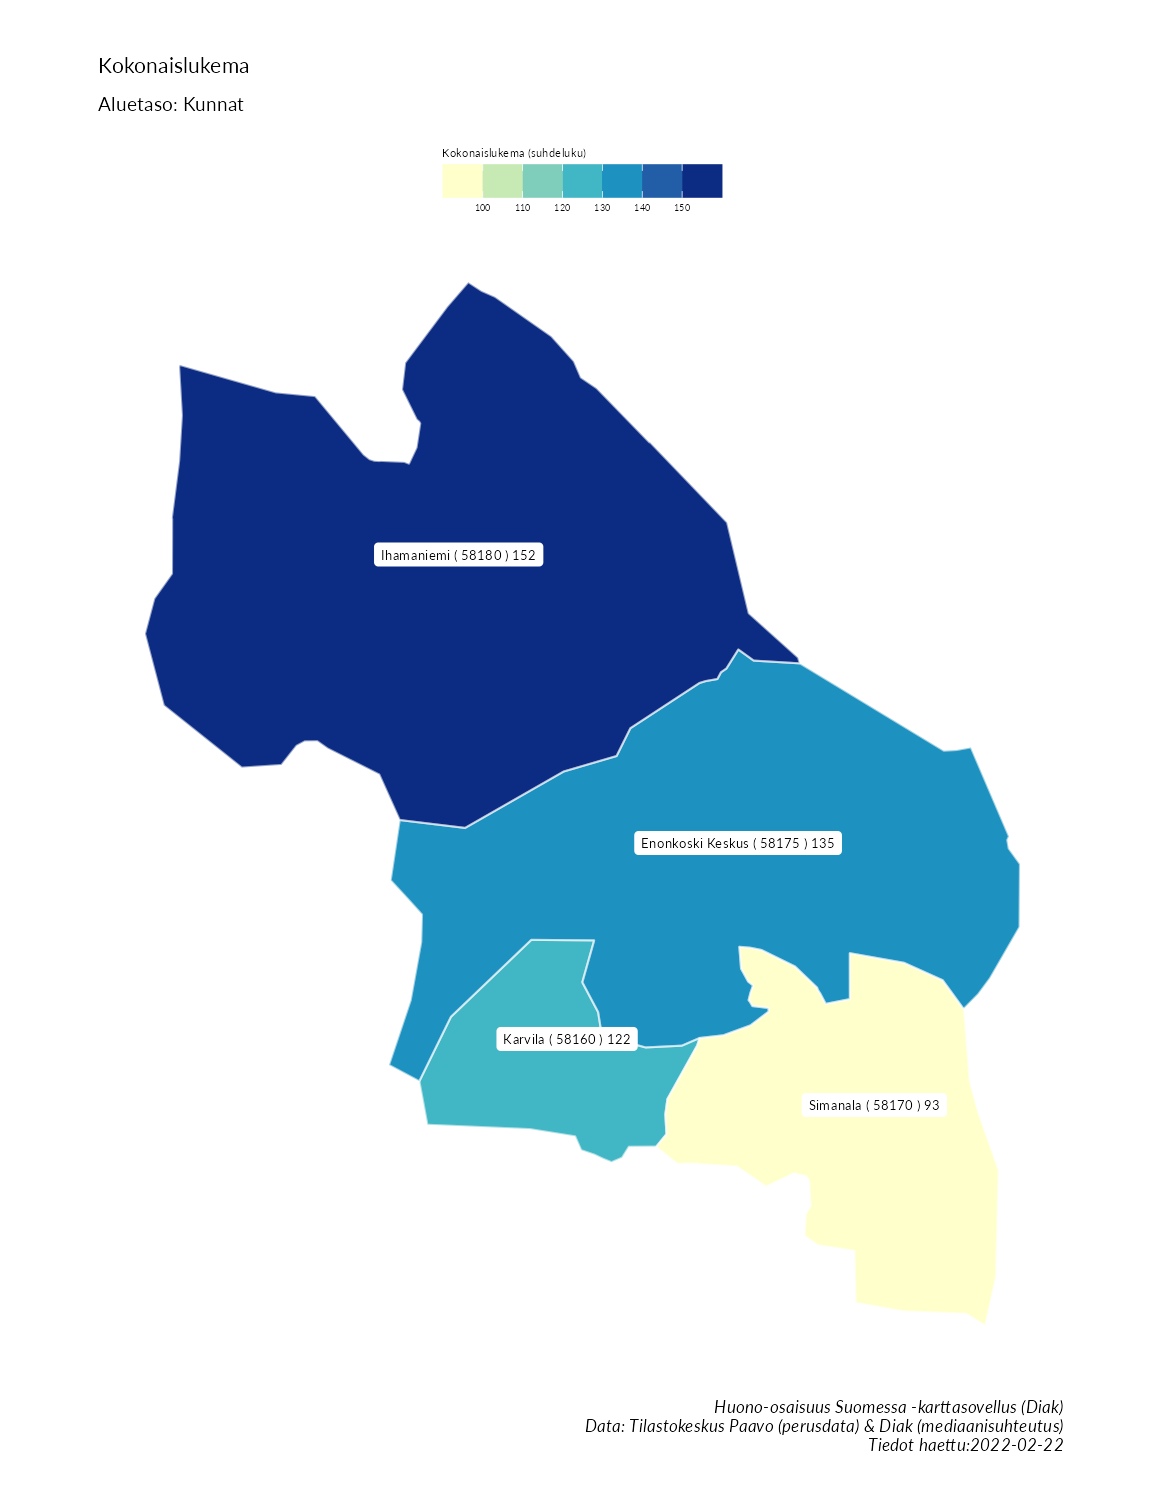 Kokonaislukema
Aluetaso: Kunnat
Kokonaislukema (suhdeluku)
100 110 120 130 140 150
Ihamaniemi ( 58180 ) 152
Enonkoski Keskus ( 58175 ) 135
Karvila ( 58160 ) 122
Simanala ( 58170 ) 93
Huono-osaisuus Suomessa -karttasovellus (Diak)
Data: Tilastokeskus Paavo (perusdata) & Diak (mediaanisuhteutus)
Tiedot haettu:2022-02-22